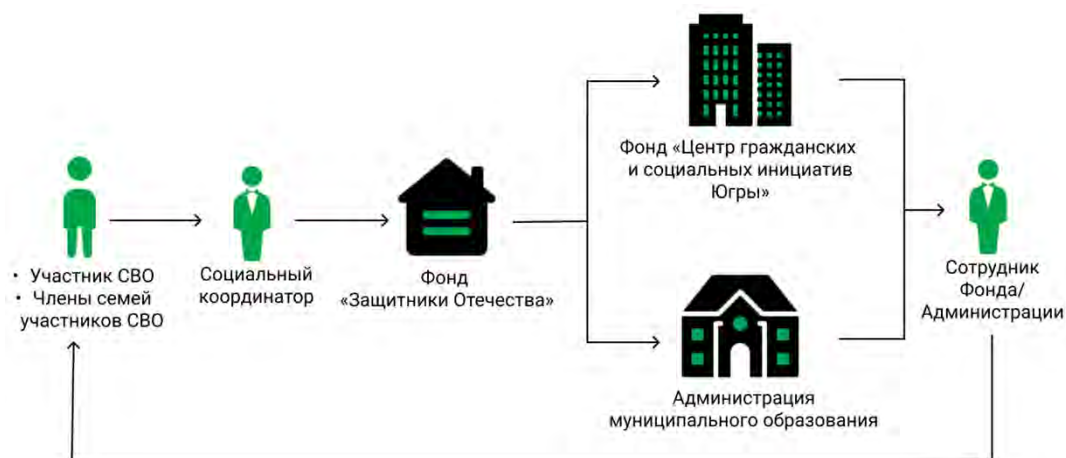 Фонд «Центр гражданских
и социальных инициатив
Югры»
• Участник СВО
• Члены семей
участников СВО
Социальный
координатор
Фонд
«Защитники Отечества»
Сотрудник
Фонда/
Администрации
Администрация
муниципального образования